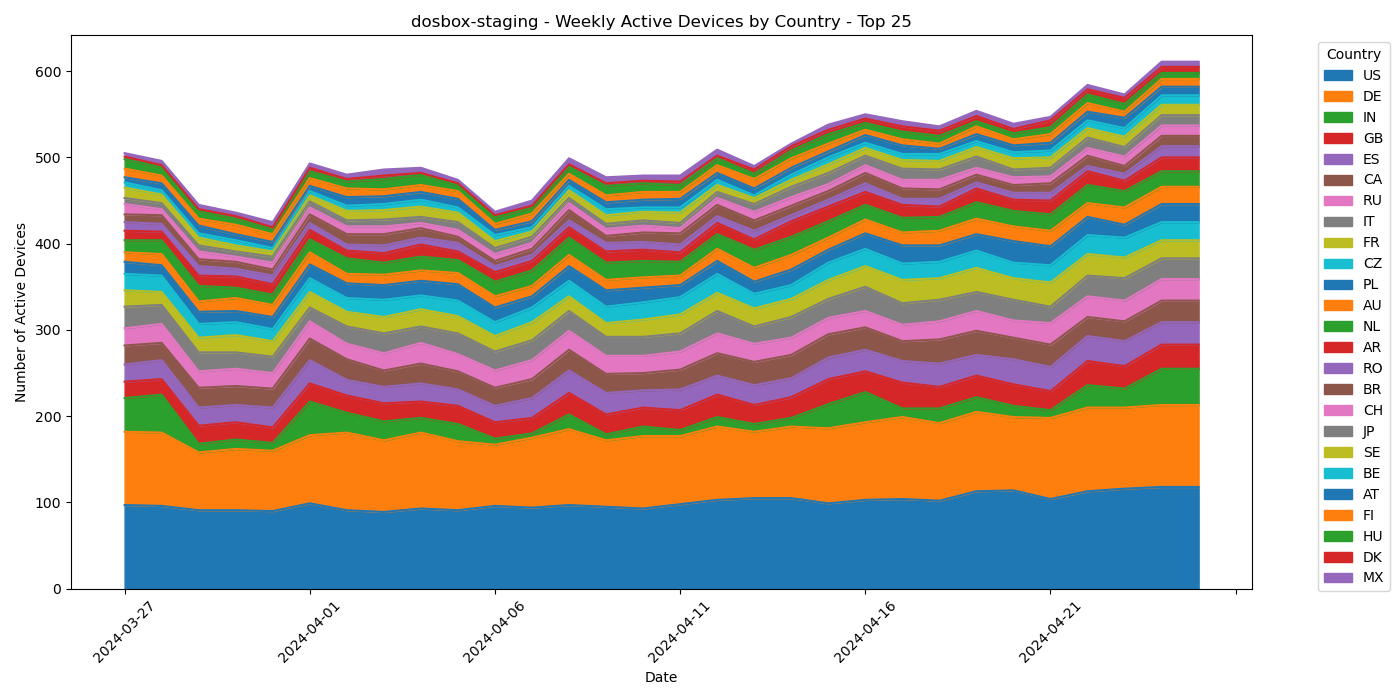 dosbox-staging - Weekly Active Devices by Country - Top 25
Number of Active Devices
600
500
400
300
200
100
0
2024-03-27
2024-04-01
2024-04-06
2024-04-11
2024-04-16
2024-04-21
Date
Country
US
DE
IN
GB
ES
CA
RU
IT
FR
CZ
PL
AU
NL
AR
RO
BR
CH
JP
SE
BE
AT
FI
HU
DK
MX